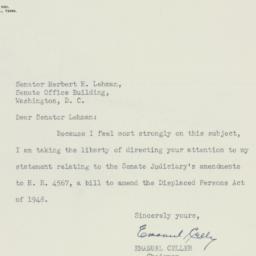 Senator Herbert H. Lehman,
Senate Office Building,
Washington, D. C.
Dear Senator Lehman:
Because I feel most strongly on this subject,
I am taking the liberty of directing your attention to my
statement relating to the Senate Judiciary's amendments
to H. R. 4567, a bill to amend the Displaced Persons Act
of 1948.
Sincerely yours,
Emanuel Celler
EMANUEL CELLER
Chairman